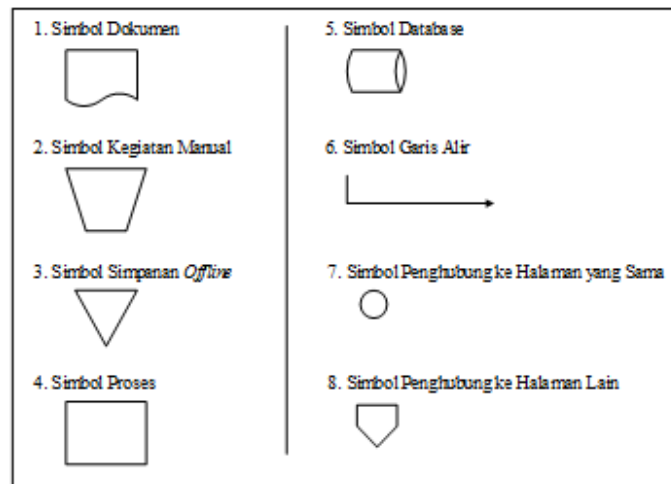 1. Simbol Dokumen
2. Simbol Kegiatan Manual
3. Simbol Simpanan Offline
4. Simbol Proses
5. Simbol Database
6. Simbol Garis Alir
7. Simbol Penghubung ke Halaman yang Sama
8. Simbol Penghubung ke Halaman Lain